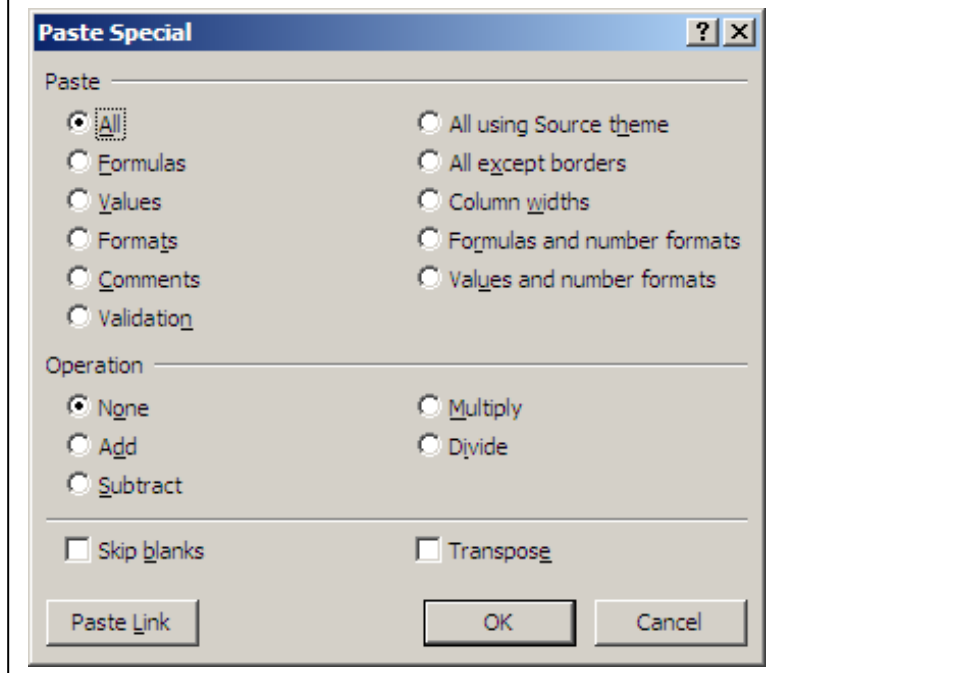 Paste Special
Paste
All
All using Source theme
Formulas
All except borders
Values
Column widths
Formats
Formulas and number formats
Comments
Values and number formats
Validation
Operation
None
Multiply
Add
Divide
Subtract
Skip blanks
Transpose
Paste Link
OK
Cancel